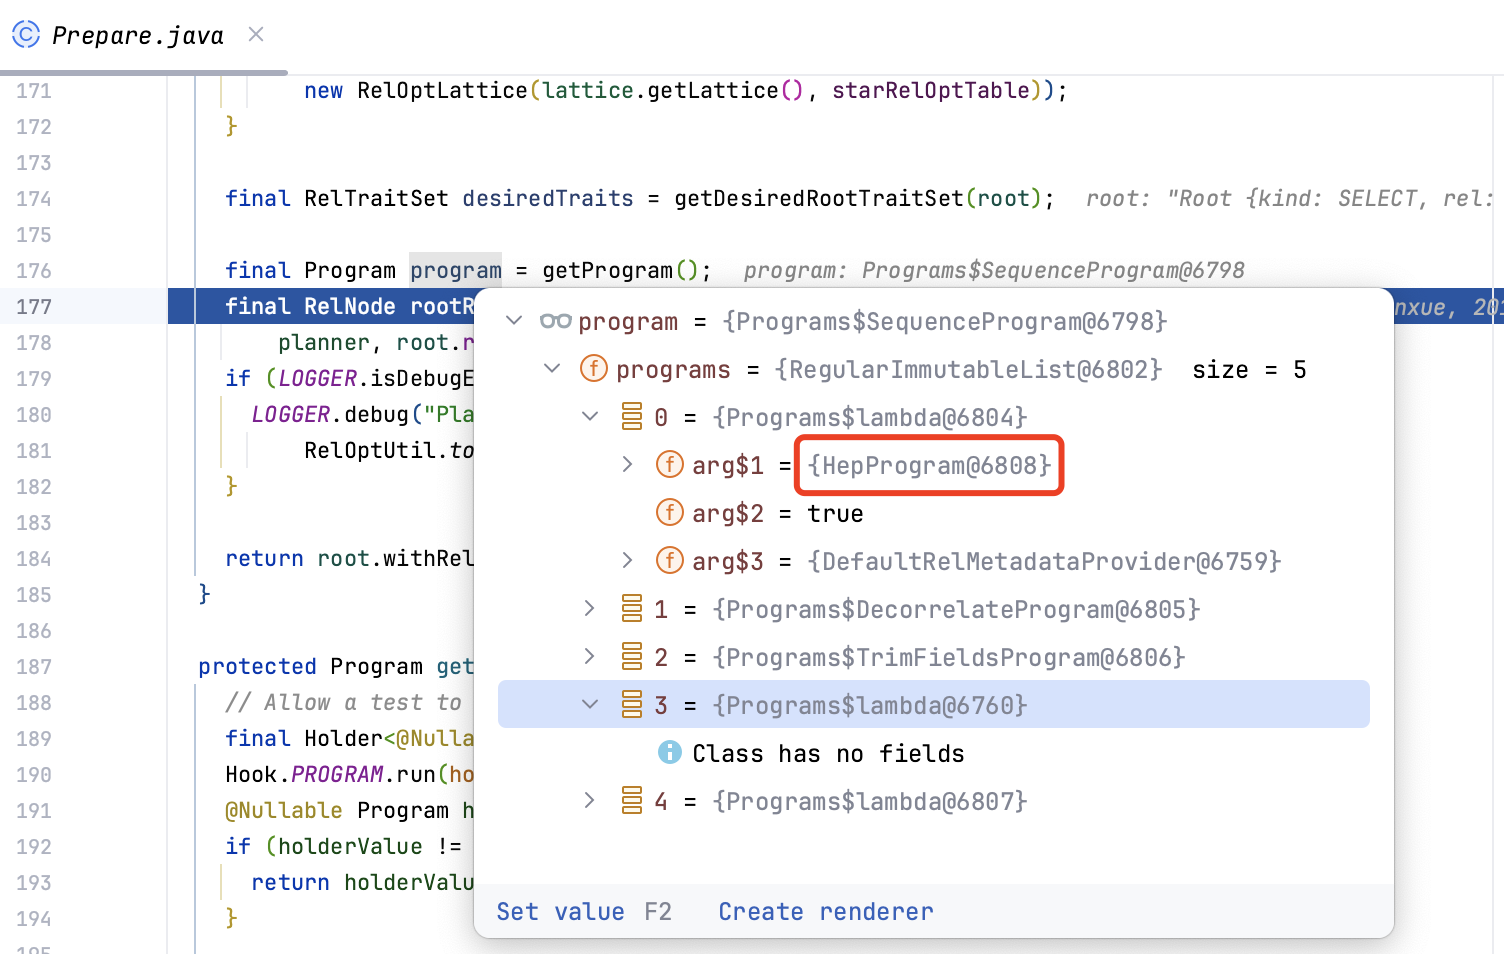 Prepare.java
171 new RelOptLattice(lattice.getLattice(), starRelOptTable));
172 }
173
174 final RelTraitSet desiredTraits = getDesiredRootTraitSet(root); root: "Root {kind: SELECT, rel:
175
176 final Program program = getProgram(); program: Programs$SequenceProgram@6798
177 final RelNode rootR nxue, 201
178 planner, root.r
179 if (LOGGER.isDebugE
180 LOGGER.debug("Pla
181 RelOptUtil.to
182 }
183
184 return root.withRel
185 }
186
187 protected Program get
188 // Allow a test to
189 final Holder<@Nulla
190 Hook.PROGRAM.run(ho
191 @Nullable Program h
192 if (holderValue !=
193 return holderValu
194 }
195
program = {Programs$SequenceProgram@6798}
programs = {RegularImmutableList@6802} size = 5
0 = {Programs$lambda@6804}
arg$1 = {HepProgram@6808}
arg$2 = true
arg$3 = {DefaultRelMetadataProvider@6759}
1 = {Programs$DecorrelateProgram@6805}
2 = {Programs$TrimFieldsProgram@6806}
3 = {Programs$lambda@6760}
Class has no fields
4 = {Programs$lambda@6807}
Set value F2 Create renderer